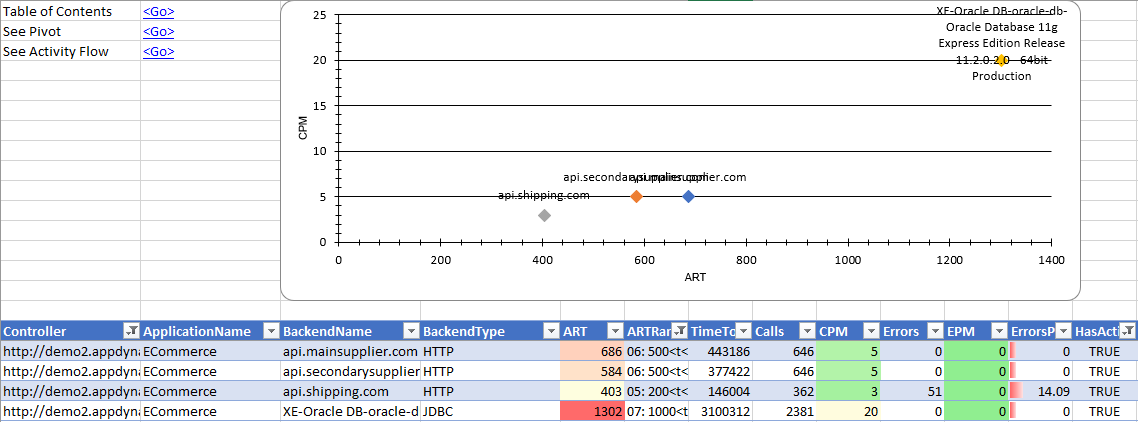 Table of Contents <Go>
See Pivot <Go>
See Activity Flow <Go>
25
20
15
10
5
0
CPM
XE-Oracle DB-oracle-db-
Oracle Database 11g
Express Edition Release
11.2.0.2.0 - 64bit
Production
api.secondarysupplier.com
api.mainsupplier.com
api.shipping.com
0 200 400 600 800 1000 1200 1400
ART
Controller ApplicationName BackendName BackendType ART ARTRan TimeTo Calls CPM Errors EPM ErrorsP HasActi
http://demo2.appdyna ECommerce api.mainsupplier.com HTTP 686 06: 500<t< 443186 646 5 0 0 0 TRUE
http://demo2.appdyna ECommerce api.secondarysupplier HTTP 584 06: 500<t< 377422 646 5 0 0 0 TRUE
http://demo2.appdyna ECommerce api.shipping.com HTTP 403 05: 200<t< 146004 362 3 51 0 14.09 TRUE
http://demo2.appdyna ECommerce XE-Oracle DB-oracle-d JDBC 1302 07: 1000<t 3100312 2381 20 0 0 0 TRUE